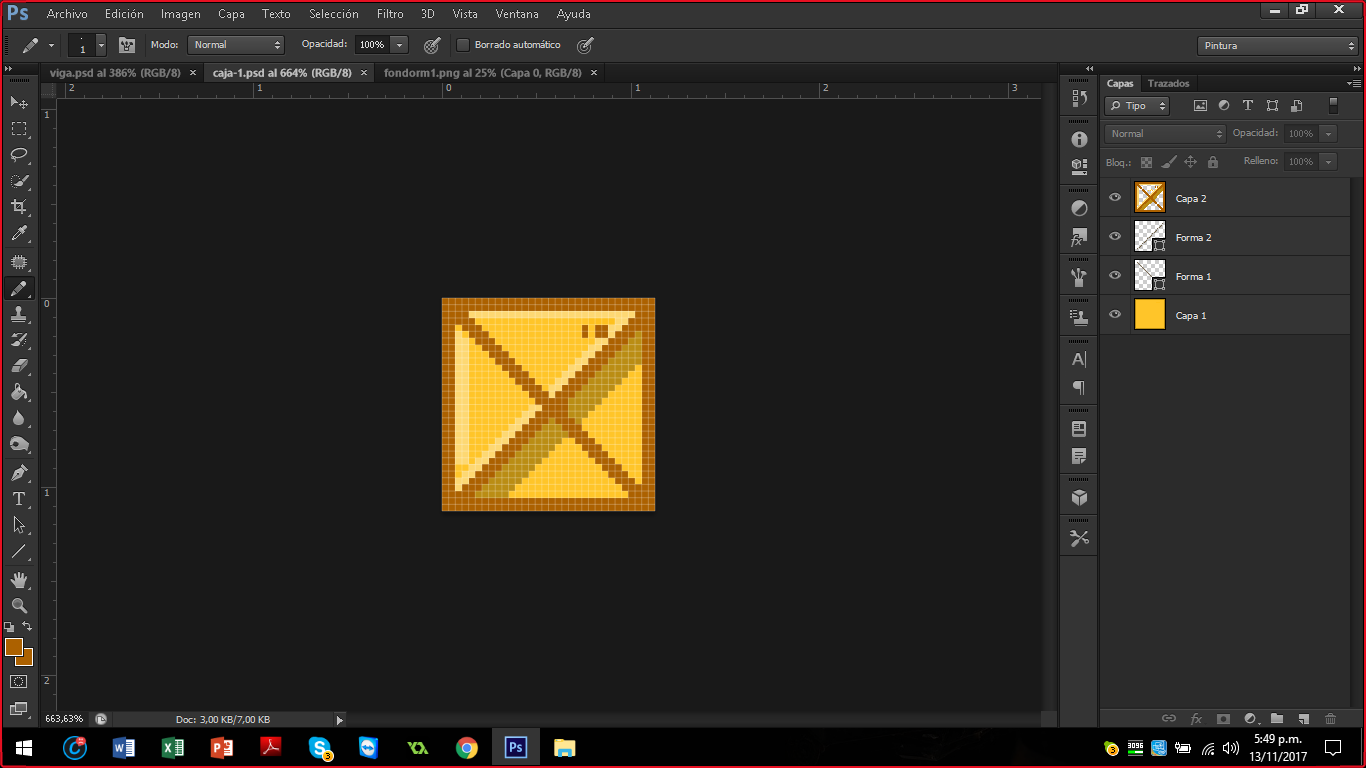 Ps Archivo Edición Imagen Capa Texto Selección Filtro 3D Vista Ventana Ayuda
1 Modo: Normal Opacidad: 100% Borrado automático Pintura
viga.psd al 386% (RGB/8) × caja-1.psd al 664% (RGB/8) × fondorm1.png al 25% (Capa 0, RGB/8) ×
2 1 0 1 2 3
1
0
1
2
Capas Trazados
Tipo
Normal Opacidad: 100%
Bloq.: Relleno: 100%
Capa 2
Forma 2
Forma 1
Capa 1
663,63% Doc: 3,00 KB/7,00 KB
3 Ps 3 3096 5:49 p.m.
13/11/2017